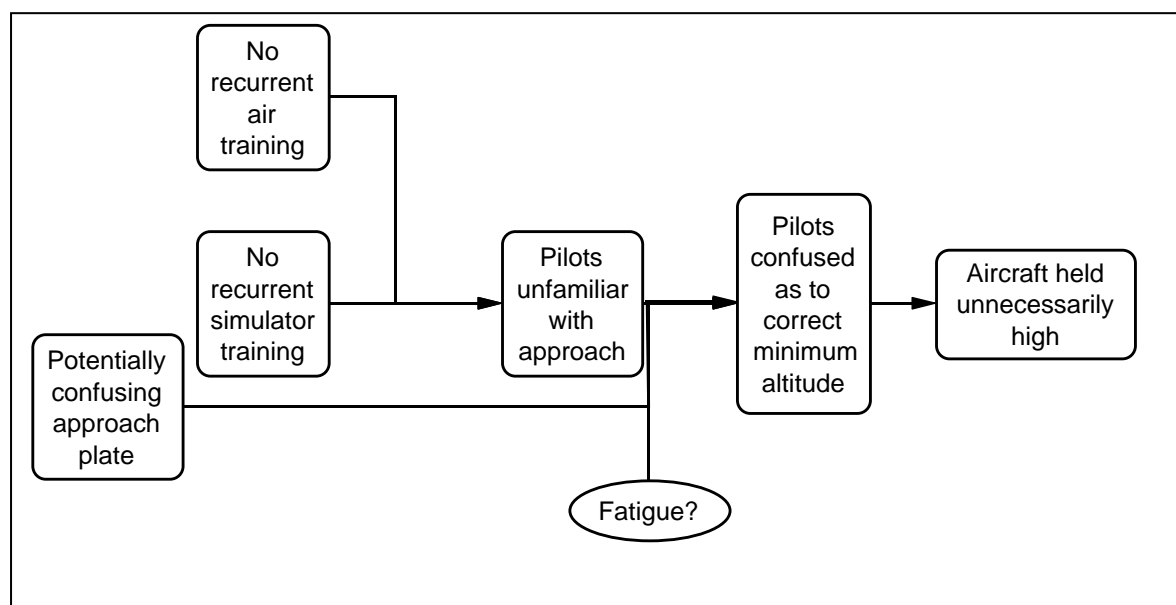 No
recurrent
air
training
No
recurrent
simulator
training
Potentially
confusing
approach
plate
Pilots
unfamiliar
with
approach
Fatigue?
Pilots
confused
as to
correct
minimum
altitude
Aircraft held
unnecessarily
high